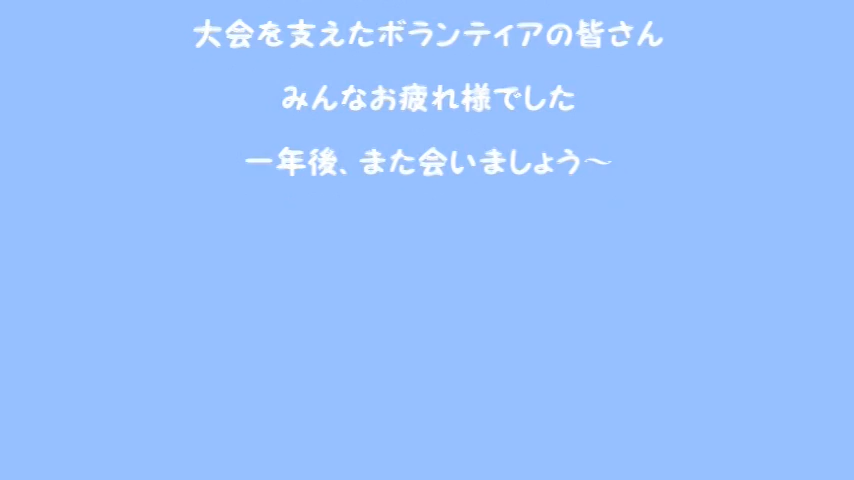 大会を支えたボランティアの皆さん
みんなお疲れ様でした
一年後、また会いましょう～